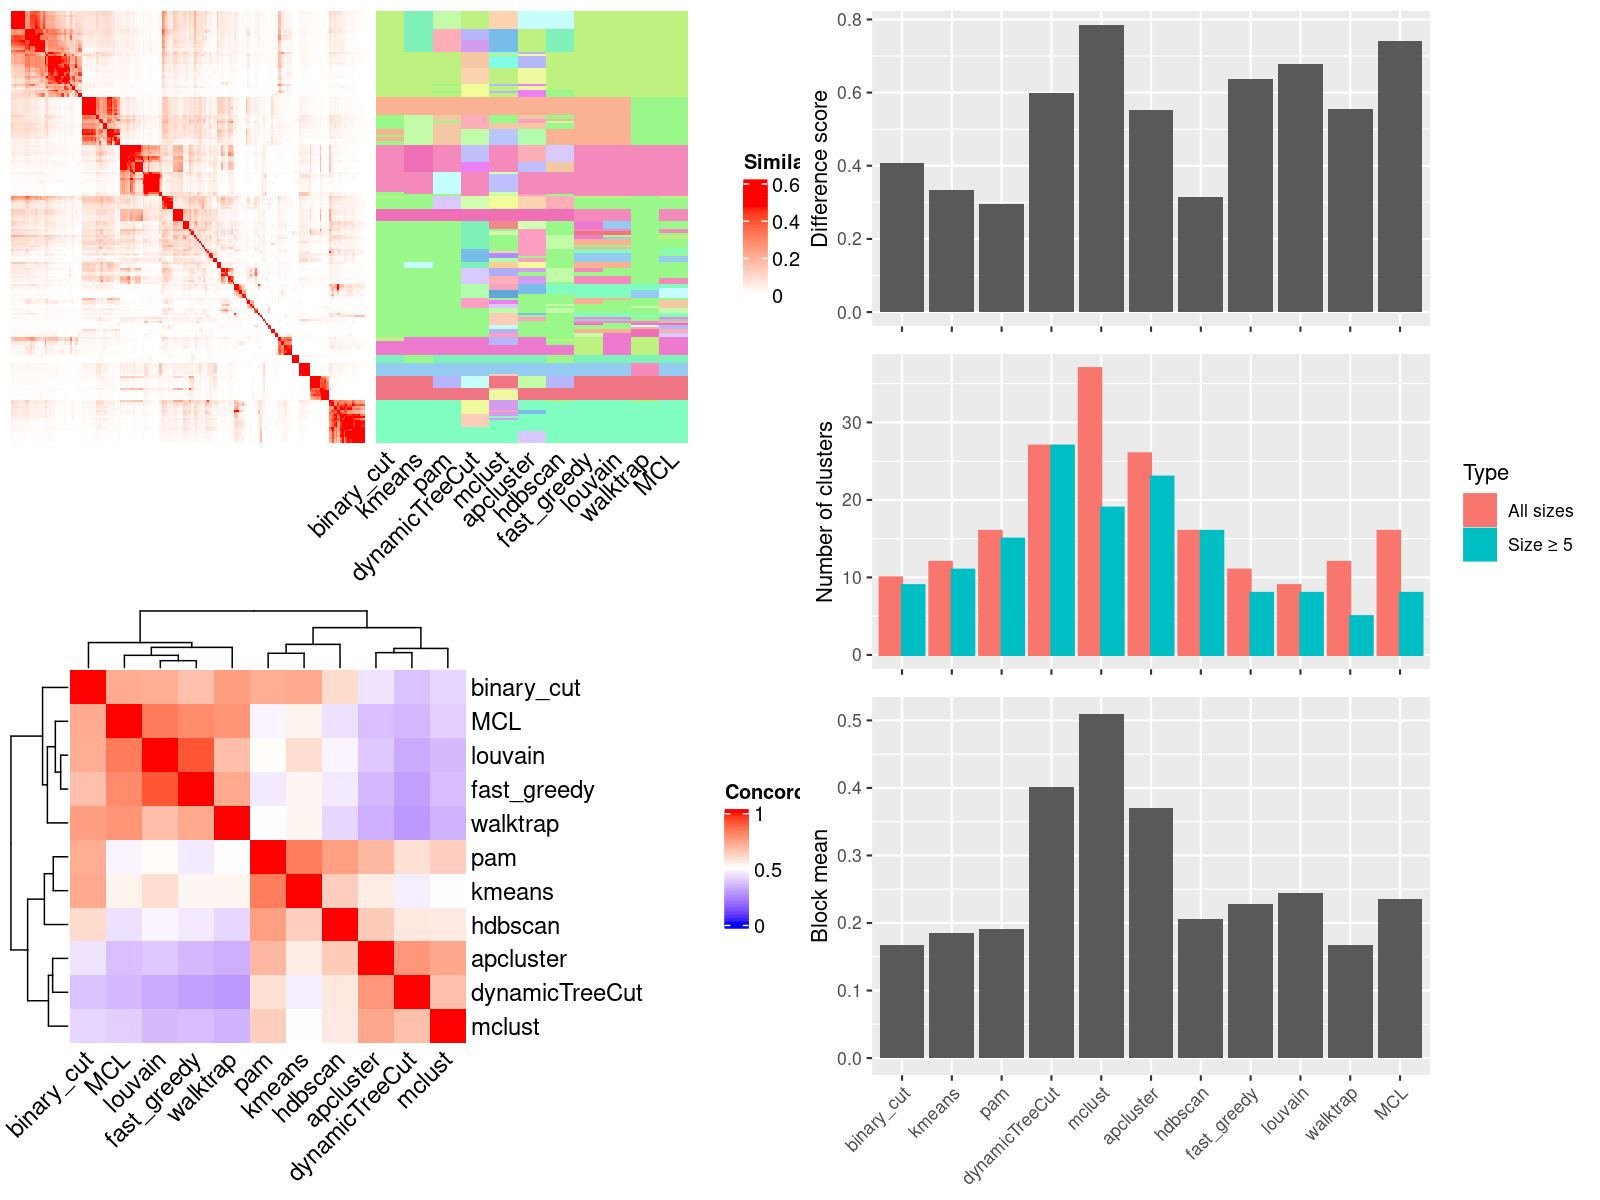 Simila
0.6
0.4
0.2
0
binary_cut
kmeans
pam
dynamicTreeCut
mclust
apcluster
hdbscan
fast_greedy
louvain
walktrap
MCL
binary_cut
MCL
louvain
fast_greedy
walktrap
pam
kmeans
hdbscan
apcluster
dynamicTreeCut
mclust
binary_cut
MCL
louvain
fast_greedy
walktrap
pam
kmeans
hdbscan
apcluster
dynamicTreeCut
mclust
Concord
1
0.5
0
Difference score
0.8
0.6
0.4
0.2
0.0
Number of clusters
30
20
10
0
Type
All sizes
Size ≥ 5
Block mean
0.5
0.4
0.3
0.2
0.1
0.0
binary_cut
kmeans
pam
dynamicTreeCut
mclust
apcluster
hdbscan
fast_greedy
louvain
walktrap
MCL